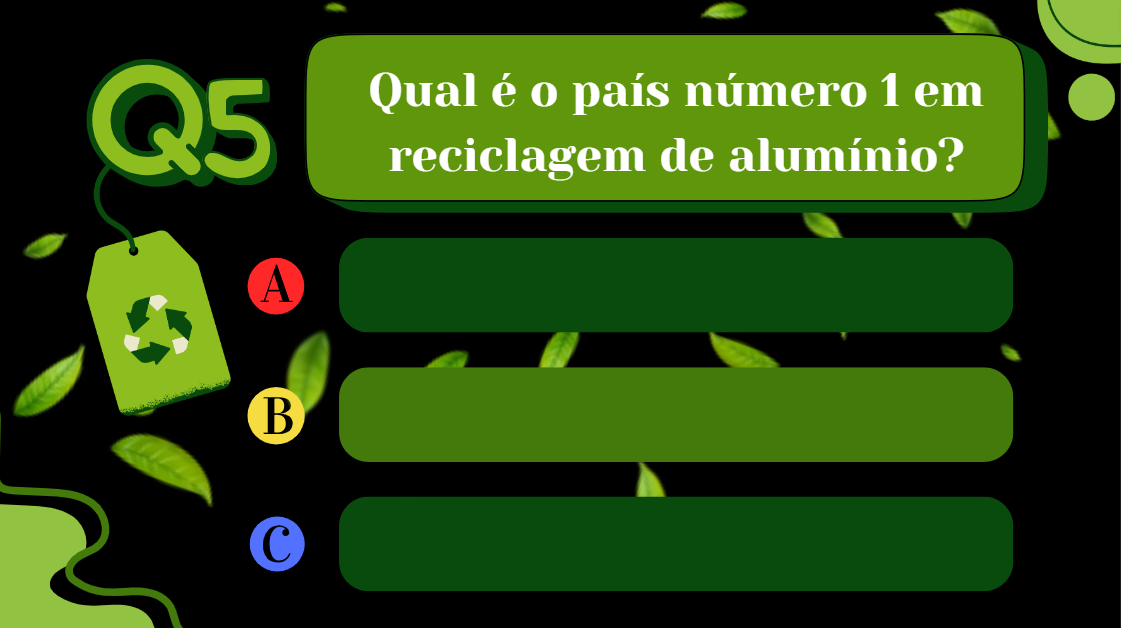 Q5
Qual é o país número 1 em
reciclagem de alumínio?
A
B
C